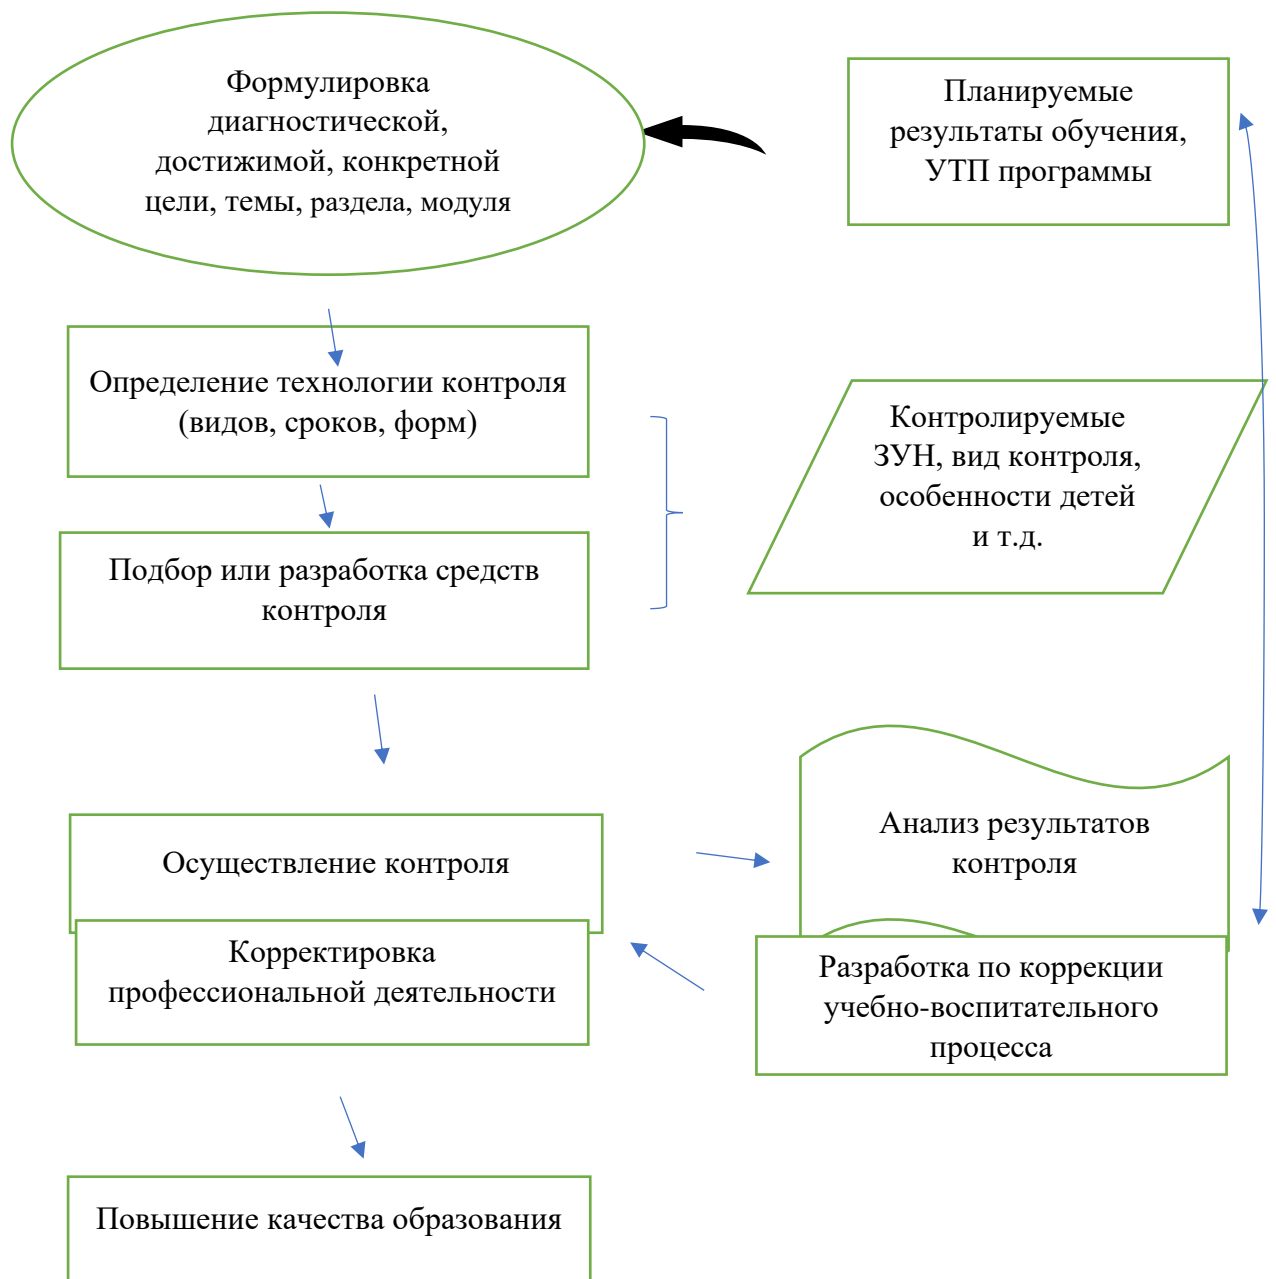 Формулировка
диагностической,
достижимой, конкретной
цели, темы, раздела, модуля
Планируемые
результаты обучения,
УТП программы
Определение технологии контроля
(видов, сроков, форм)
Контролируемые
ЗУН, вид контроля,
особенности детей
и т.д.
Подбор или разработка средств
контроля
Осуществление контроля
Анализ результатов
контроля
Корректировка
профессиональной деятельности
Разработка по коррекции
учебно-воспитательного
процесса
Повышение качества образования